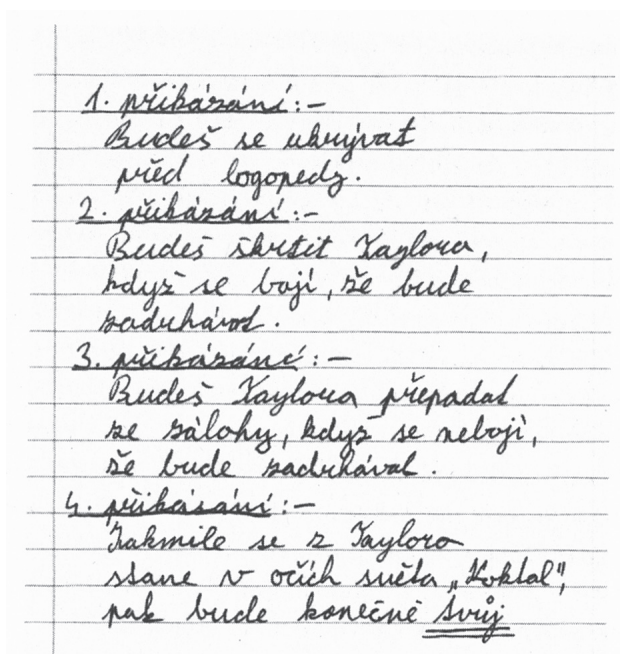 1. přikázání:-
Budeš se ukrývat
před logopedy.
2. přikázání:-
Budeš škrtit Taylora,
když se bojí, že bude
zadrhávat.
3. přikázání:-
Budeš Taylora přepadat
ze zálohy, když se nebojí,
že bude zadrhávat.
4. přikázání:-
Jakmile se z Taylora
stane v očích světa „Koktal",
pak bude konečně tvůj